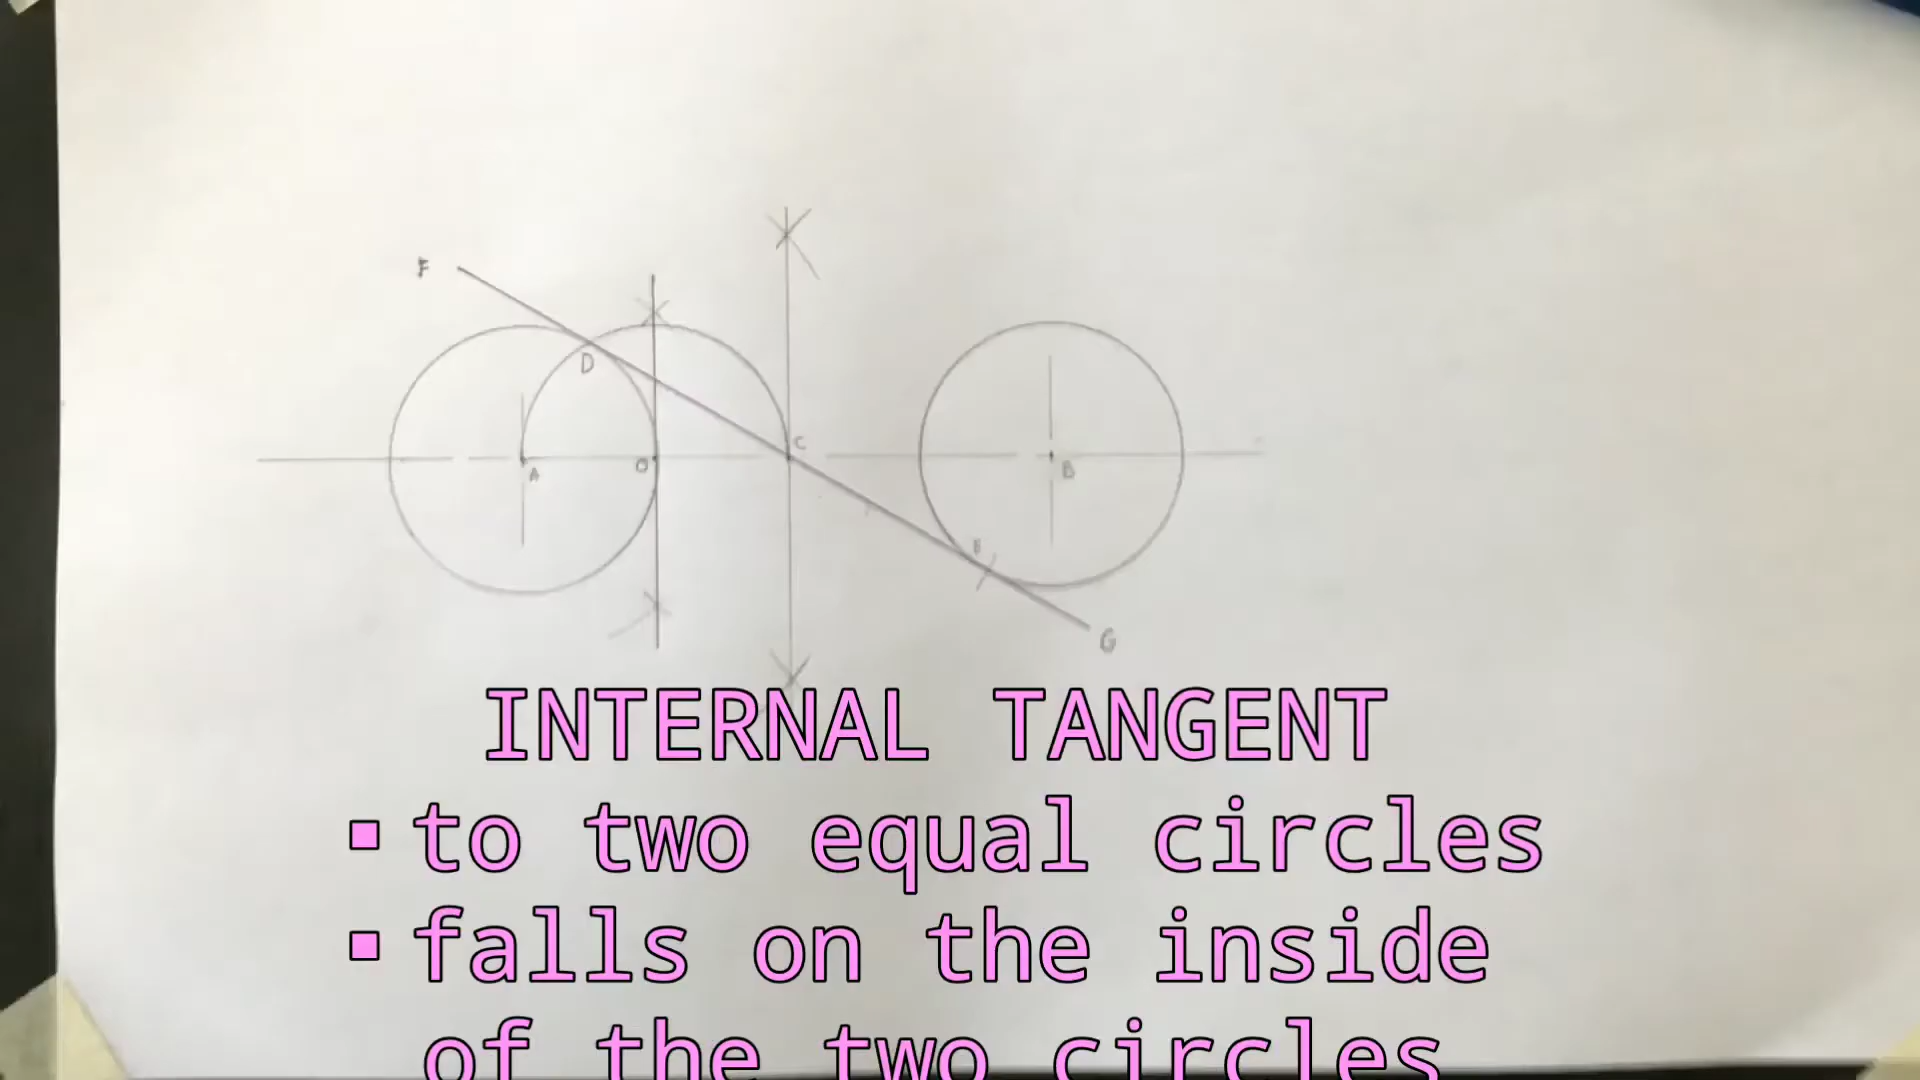 F
D
C
A
O
B
E
G
INTERNAL TANGENT
▪ to two equal circles
▪ falls on the inside
of the two circles